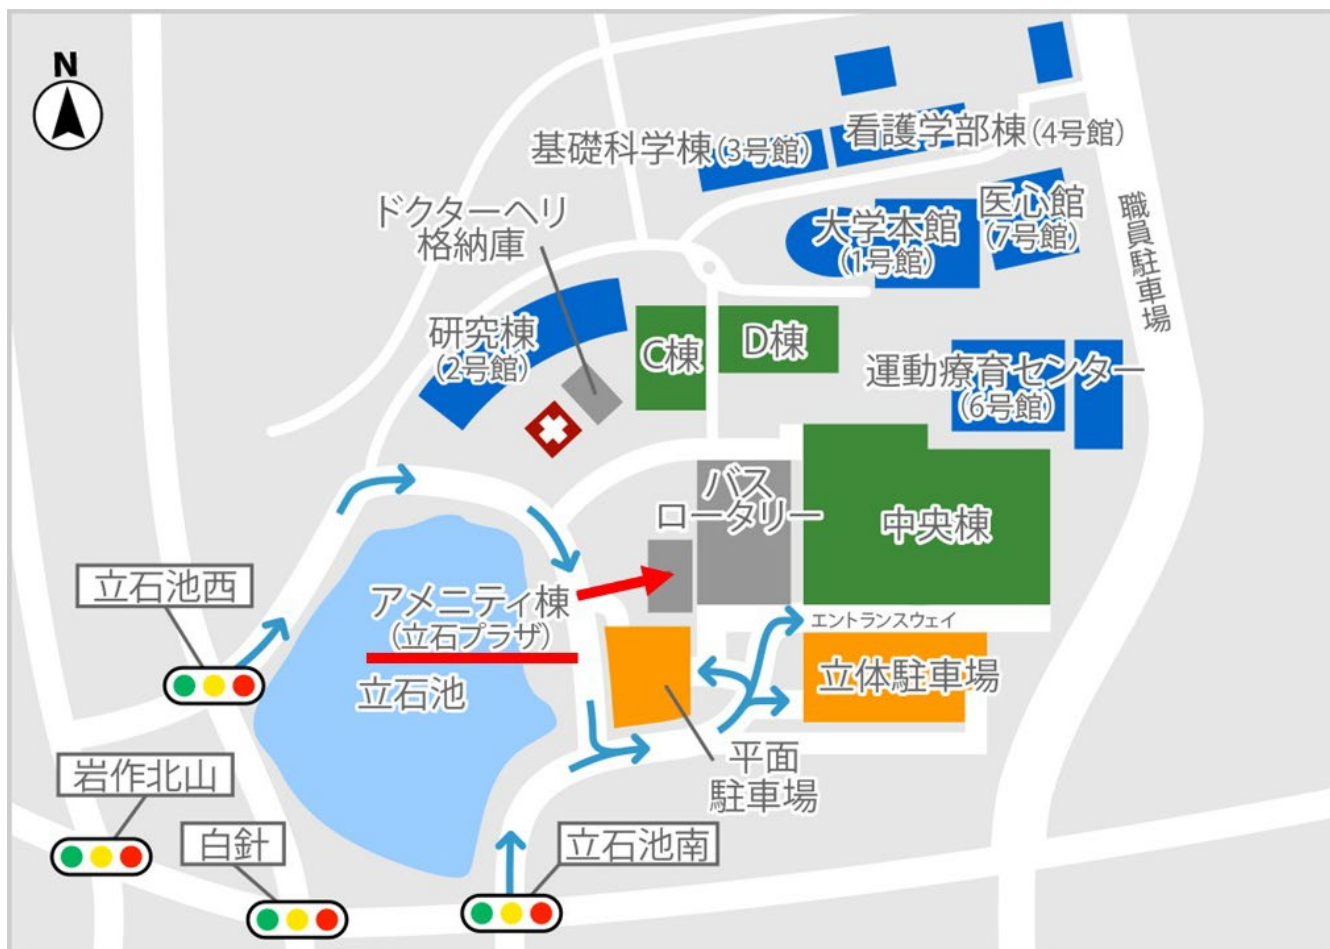 N
基礎科学棟(3号館)
看護学部棟(4号館)
ドクターヘリ
格納庫
大学本館
(1号館)
医心館
(7号館)
職員駐車場
研究棟
(2号館)
C棟
D棟
運動療育センター
(6号館)
バス
ロータリー
中央棟
立石池西
アメニティ棟
(立石プラザ)
エントランスウェイ
立石池
立体駐車場
平面
駐車場
岩作北山
白針
立石池南